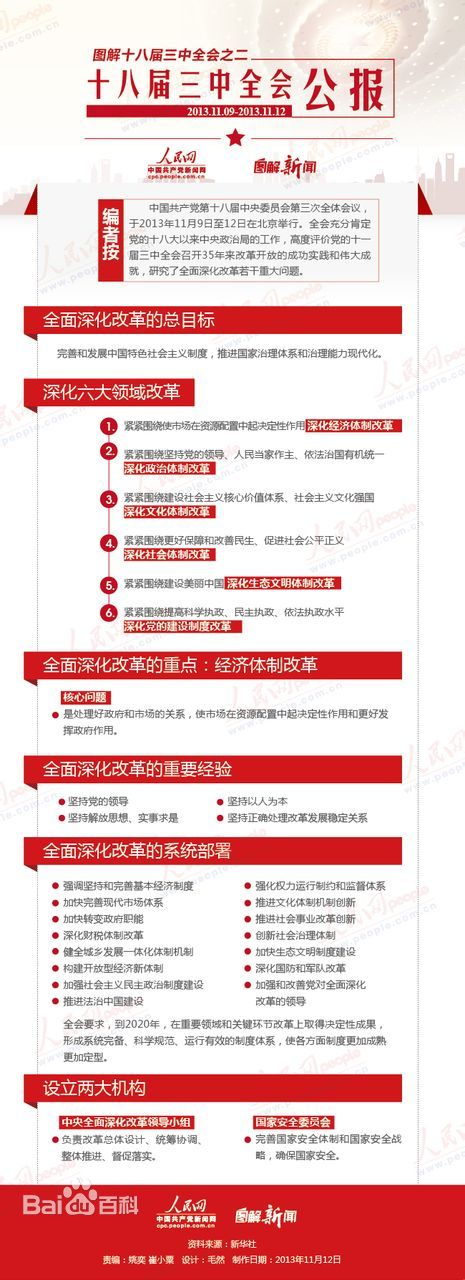 图解十八届三中全会之二
十八届三中全会公报
2013.11.09-2013.11.12
人民网
中国共产党新闻网
cpc.people.com.cn
图解新闻
编者按
中国共产党第十八届中央委员会第三次全体会议，
于2013年11月9日至12日在北京举行。全会充分肯定
党的十八大以来中央政治局的工作，高度评价党的十一
届三中全会召开35年来改革开放的成功实践和伟大成
就，研究了全面深化改革若干重大问题。
全面深化改革的总目标
完善和发展中国特色社会主义制度，推进国家治理体系和治理能力现代化。
深化六大领域改革
1. 紧紧围绕使市场在资源配置中起决定性作用 深化经济体制改革
2. 紧紧围绕坚持党的领导、人民当家作主、依法治国有机统一
深化政治体制改革
3. 紧紧围绕建设社会主义核心价值体系、社会主义文化强国
深化文化体制改革
4. 紧紧围绕更好保障和改善民生、促进社会公平正义
深化社会体制改革
5. 紧紧围绕建设美丽中国 深化生态文明体制改革
6. 紧紧围绕提高科学执政、民主执政、依法执政水平
深化党的建设制度改革
全面深化改革的重点：经济体制改革
核心问题
是处理好政府和市场的关系，使市场在资源配置中起决定性作用和更好发
挥政府作用。
全面深化改革的重要经验
坚持党的领导
坚持以人为本
坚持解放思想、实事求是
坚持正确处理改革发展稳定关系
全面深化改革的系统部署
强调坚持和完善基本经济制度
加快完善现代市场体系
加快转变政府职能
深化财税体制改革
健全城乡发展一体化体制机制
构建开放型经济新体制
加强社会主义民主政治制度建设
推进法治中国建设
强化权力运行制约和监督体系
推进文化体制机制创新
推进社会事业改革创新
创新社会治理体制
加快生态文明制度建设
深化国防和军队改革
加强和改善党对全面深化
改革的领导
全会要求，到2020年，在重要领域和关键环节改革上取得决定性成果，
形成系统完备、科学规范、运行有效的制度体系，使各方面制度更加成熟
更加定型。
设立两大机构
中央全面深化改革领导小组
负责改革总体设计、统筹协调、
整体推进、督促落实。
国家安全委员会
完善国家安全体制和国家安全战
略，确保国家安全。
Bai百科
人民网
中国共产党新闻网
cpc.people.com.cn
图解新闻
资料来源：新华社
责编：姚奕 崔小粟 设计：毛然 制作日期：2013年11月12日